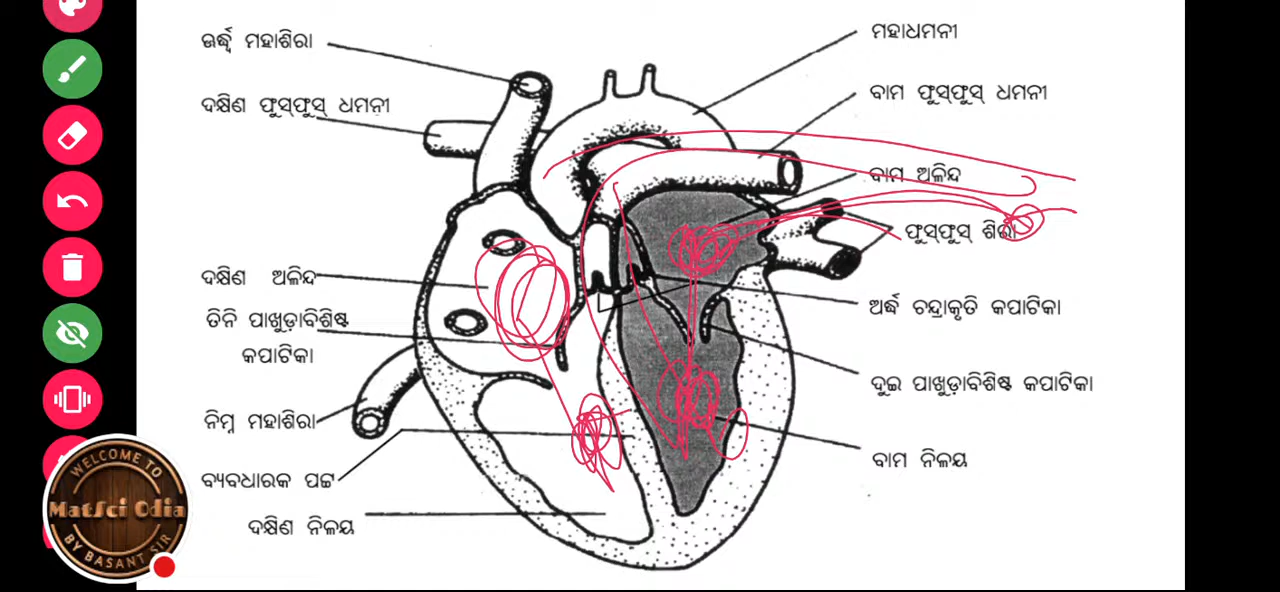 ଊର୍ଦ୍ଧ୍ୱ ମହାଶିରା
ଦକ୍ଷିଣ ଫୁସ୍‌ଫୁସ୍ ଧମନୀ
ଦକ୍ଷିଣ ଅଳିନ୍ଦ
ତିନି ପାଖୁଡ଼ାବିଶିଷ୍ଟ
କପାଟିକା
ନିମ୍ନ ମହାଶିରା
ବ୍ୟବଧାରକ ପଟ୍ଟ
ଦକ୍ଷିଣ ନିଳୟ
ମହାଧମନୀ
ବାମ ଫୁସ୍‌ଫୁସ୍ ଧମନୀ
ବାମ ଅଳିନ୍ଦ
ଫୁସ୍‌ଫୁସ୍ ଶିରା
ଅର୍ଦ୍ଧ ଚନ୍ଦ୍ରାକୃତି କପାଟିକା
ଦୁଇ ପାଖୁଡ଼ାବିଶିଷ୍ଟ କପାଟିକା
ବାମ ନିଳୟ
WELCOME TO
MatSci Odia
BY BASANT SIR